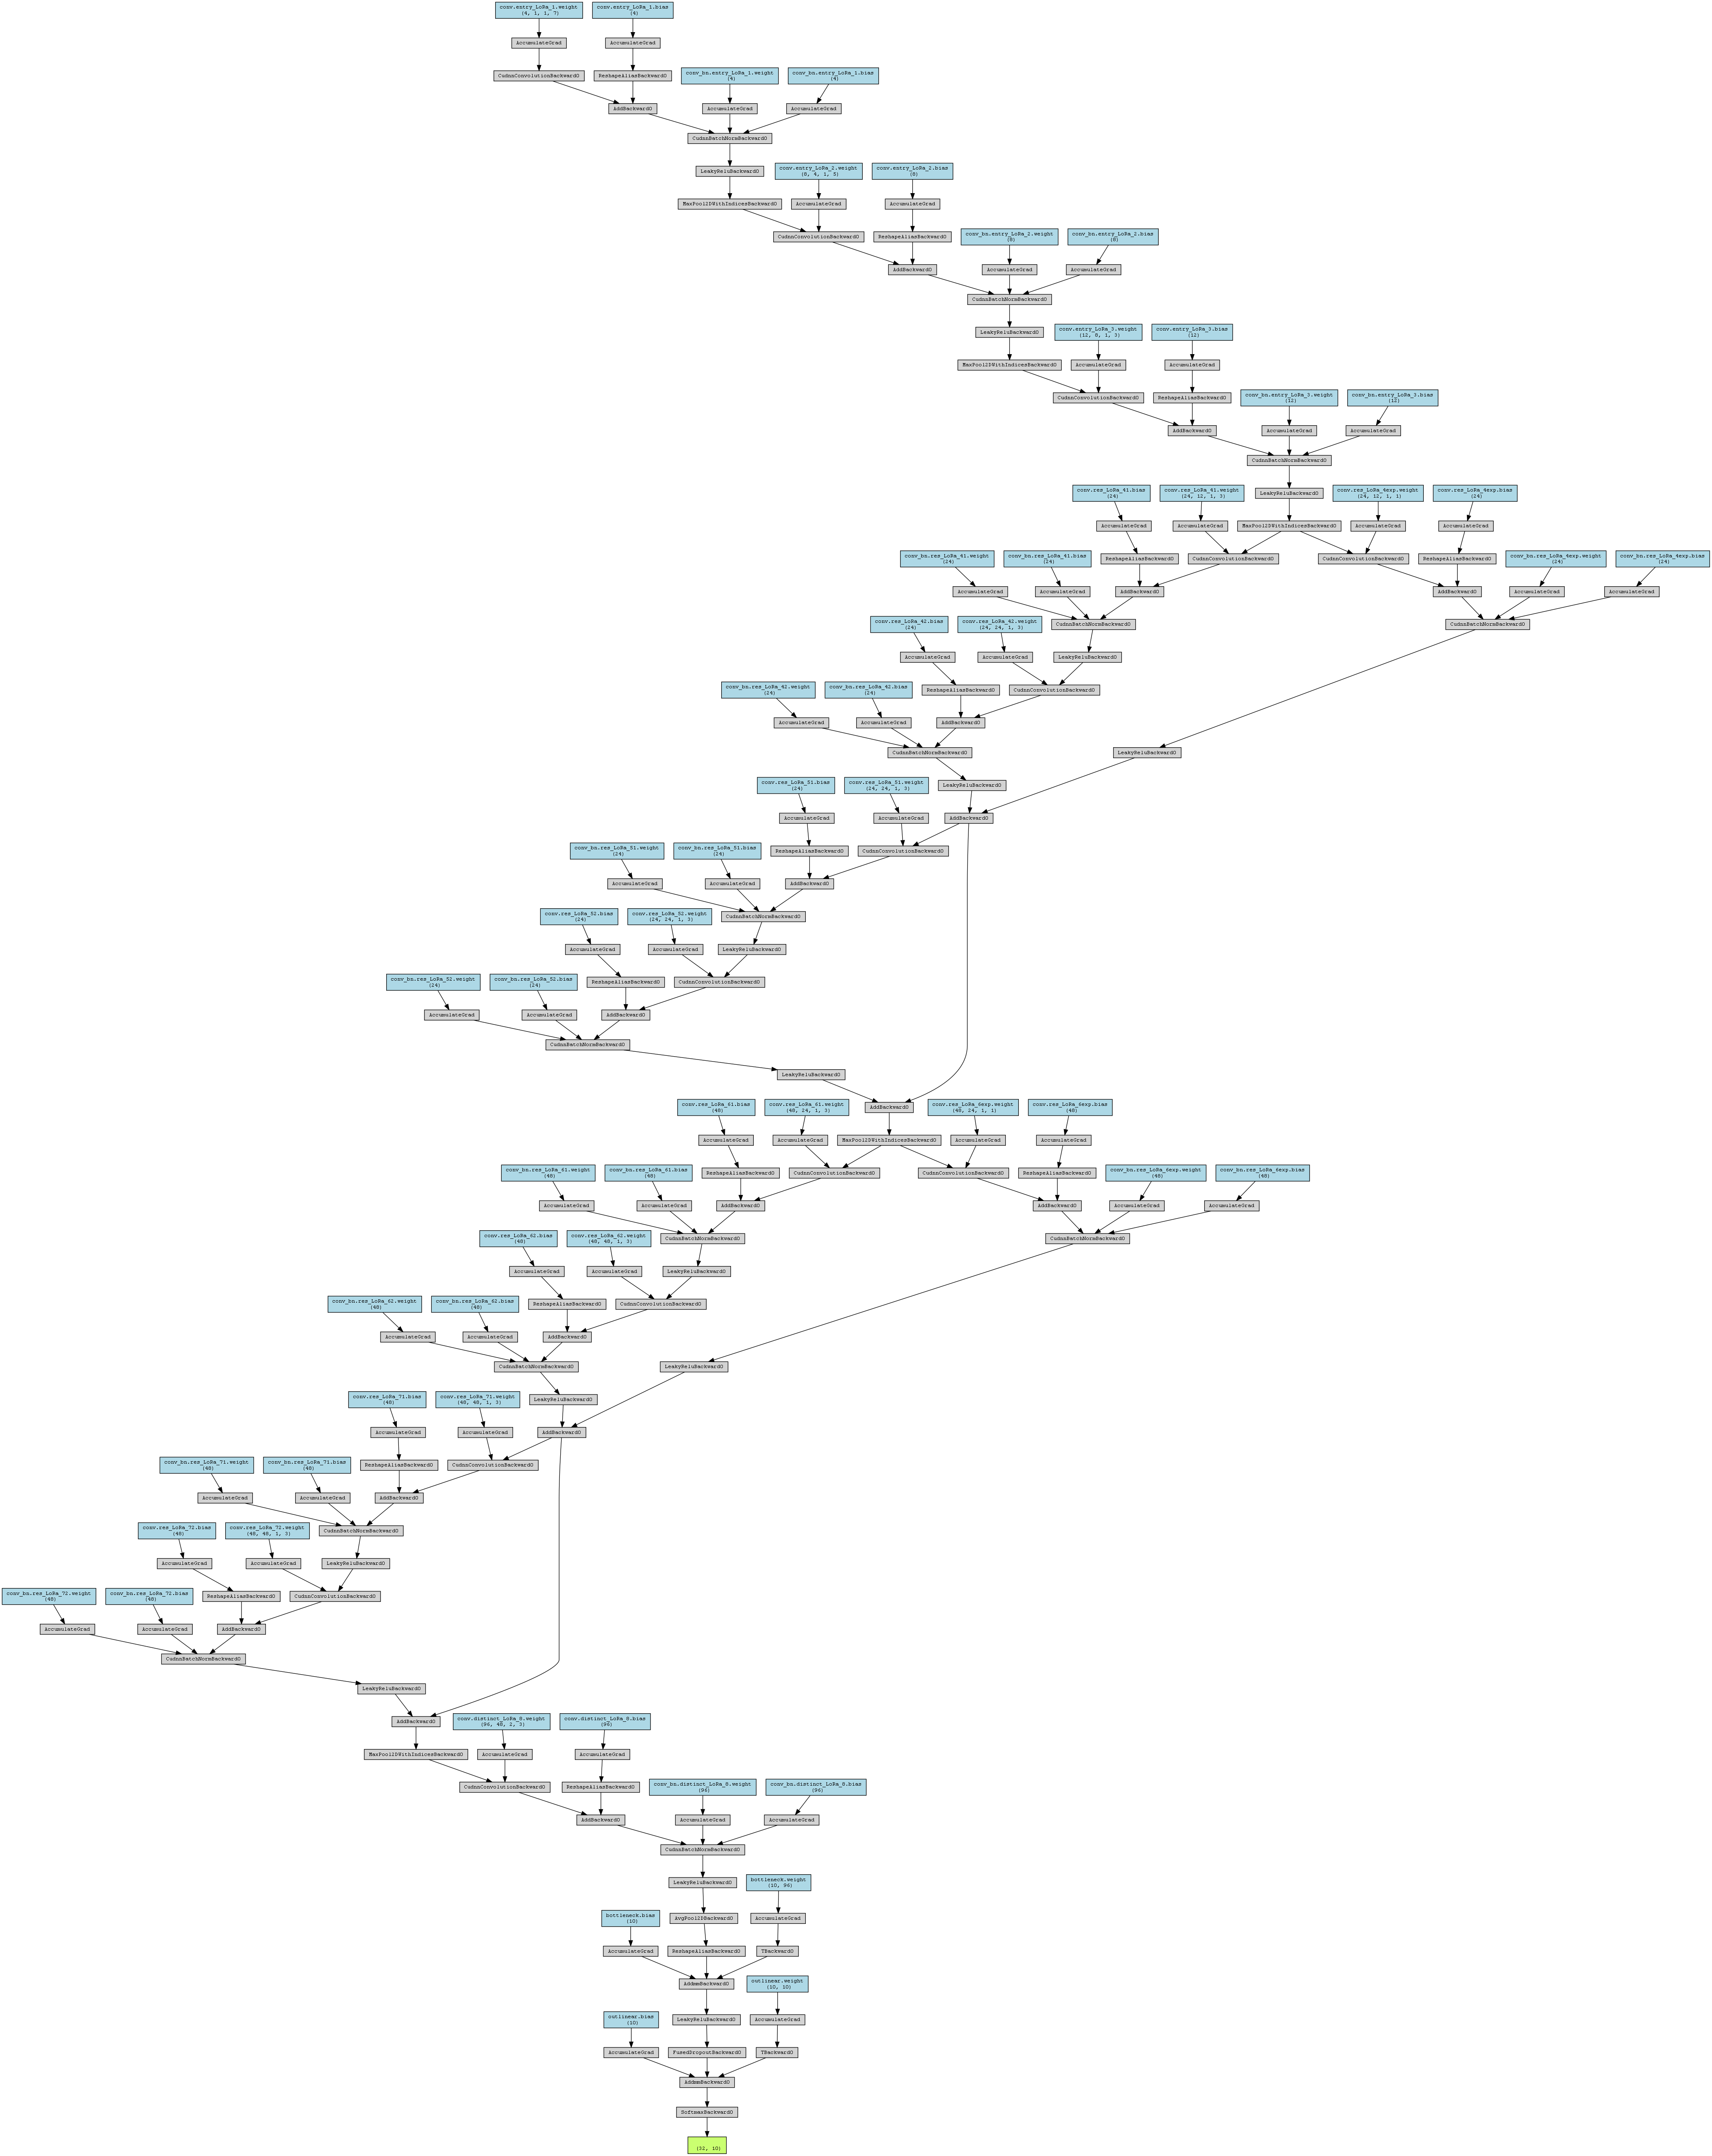 conv.entry_LoRa_1.weight
(4, 1, 1, 7)
conv.entry_LoRa_1.bias
(4)
AccumulateGrad
AccumulateGrad
CudnnConvolutionBackward0
ReshapeAliasBackward0
conv_bn.entry_LoRa_1.weight
(4)
conv_bn.entry_LoRa_1.bias
(4)
AddBackward0
AccumulateGrad
AccumulateGrad
CudnnBatchNormBackward0
LeakyReluBackward0
conv.entry_LoRa_2.weight
(8, 4, 1, 5)
conv.entry_LoRa_2.bias
(8)
MaxPool2DWithIndicesBackward0
AccumulateGrad
AccumulateGrad
CudnnConvolutionBackward0
ReshapeAliasBackward0
conv_bn.entry_LoRa_2.weight
(8)
conv_bn.entry_LoRa_2.bias
(8)
AddBackward0
AccumulateGrad
AccumulateGrad
CudnnBatchNormBackward0
LeakyReluBackward0
conv.entry_LoRa_3.weight
(12, 8, 1, 3)
conv.entry_LoRa_3.bias
(12)
MaxPool2DWithIndicesBackward0
AccumulateGrad
AccumulateGrad
CudnnConvolutionBackward0
ReshapeAliasBackward0
conv_bn.entry_LoRa_3.weight
(12)
conv_bn.entry_LoRa_3.bias
(12)
AddBackward0
AccumulateGrad
AccumulateGrad
CudnnBatchNormBackward0
conv.res_LoRa_41.bias
(24)
conv.res_LoRa_41.weight
(24, 12, 1, 3)
LeakyReluBackward0
conv.res_LoRa_4exp.weight
(24, 12, 1, 1)
conv.res_LoRa_4exp.bias
(24)
AccumulateGrad
AccumulateGrad
MaxPool2DWithIndicesBackward0
AccumulateGrad
AccumulateGrad
conv_bn.res_LoRa_41.weight
(24)
conv_bn.res_LoRa_41.bias
(24)
ReshapeAliasBackward0
CudnnConvolutionBackward0
CudnnConvolutionBackward0
ReshapeAliasBackward0
conv_bn.res_LoRa_4exp.weight
(24)
conv_bn.res_LoRa_4exp.bias
(24)
AccumulateGrad
AccumulateGrad
AddBackward0
AddBackward0
AccumulateGrad
AccumulateGrad
conv.res_LoRa_42.bias
(24)
conv.res_LoRa_42.weight
(24, 24, 1, 3)
CudnnBatchNormBackward0
CudnnBatchNormBackward0
AccumulateGrad
AccumulateGrad
LeakyReluBackward0
conv_bn.res_LoRa_42.weight
(24)
conv_bn.res_LoRa_42.bias
(24)
ReshapeAliasBackward0
CudnnConvolutionBackward0
AccumulateGrad
AccumulateGrad
AddBackward0
CudnnBatchNormBackward0
LeakyReluBackward0
conv.res_LoRa_51.bias
(24)
conv.res_LoRa_51.weight
(24, 24, 1, 3)
LeakyReluBackward0
AccumulateGrad
AccumulateGrad
AddBackward0
conv_bn.res_LoRa_51.weight
(24)
conv_bn.res_LoRa_51.bias
(24)
ReshapeAliasBackward0
CudnnConvolutionBackward0
AccumulateGrad
AccumulateGrad
AddBackward0
conv.res_LoRa_52.bias
(24)
conv.res_LoRa_52.weight
(24, 24, 1, 3)
CudnnBatchNormBackward0
AccumulateGrad
AccumulateGrad
LeakyReluBackward0
conv_bn.res_LoRa_52.weight
(24)
conv_bn.res_LoRa_52.bias
(24)
ReshapeAliasBackward0
CudnnConvolutionBackward0
AccumulateGrad
AccumulateGrad
AddBackward0
CudnnBatchNormBackward0
LeakyReluBackward0
conv.res_LoRa_61.bias
(48)
conv.res_LoRa_61.weight
(48, 24, 1, 3)
AddBackward0
conv.res_LoRa_6exp.weight
(48, 24, 1, 1)
conv.res_LoRa_6exp.bias
(48)
AccumulateGrad
AccumulateGrad
MaxPool2DWithIndicesBackward0
AccumulateGrad
AccumulateGrad
conv_bn.res_LoRa_61.weight
(48)
conv_bn.res_LoRa_61.bias
(48)
ReshapeAliasBackward0
CudnnConvolutionBackward0
CudnnConvolutionBackward0
ReshapeAliasBackward0
conv_bn.res_LoRa_6exp.weight
(48)
conv_bn.res_LoRa_6exp.bias
(48)
AccumulateGrad
AccumulateGrad
AddBackward0
AddBackward0
AccumulateGrad
AccumulateGrad
conv.res_LoRa_62.bias
(48)
conv.res_LoRa_62.weight
(48, 48, 1, 3)
CudnnBatchNormBackward0
CudnnBatchNormBackward0
AccumulateGrad
AccumulateGrad
LeakyReluBackward0
conv_bn.res_LoRa_62.weight
(48)
conv_bn.res_LoRa_62.bias
(48)
ReshapeAliasBackward0
CudnnConvolutionBackward0
AccumulateGrad
AccumulateGrad
AddBackward0
CudnnBatchNormBackward0
LeakyReluBackward0
conv.res_LoRa_71.bias
(48)
conv.res_LoRa_71.weight
(48, 48, 1, 3)
LeakyReluBackward0
AccumulateGrad
AccumulateGrad
AddBackward0
conv_bn.res_LoRa_71.weight
(48)
conv_bn.res_LoRa_71.bias
(48)
ReshapeAliasBackward0
CudnnConvolutionBackward0
AccumulateGrad
AccumulateGrad
AddBackward0
conv.res_LoRa_72.bias
(48)
conv.res_LoRa_72.weight
(48, 48, 1, 3)
CudnnBatchNormBackward0
AccumulateGrad
AccumulateGrad
LeakyReluBackward0
conv_bn.res_LoRa_72.weight
(48)
conv_bn.res_LoRa_72.bias
(48)
ReshapeAliasBackward0
CudnnConvolutionBackward0
AccumulateGrad
AccumulateGrad
AddBackward0
CudnnBatchNormBackward0
LeakyReluBackward0
AddBackward0
conv.distinct_LoRa_8.weight
(96, 48, 1, 3)
conv.distinct_LoRa_8.bias
(96)
MaxPool2DWithIndicesBackward0
AccumulateGrad
AccumulateGrad
CudnnConvolutionBackward0
ReshapeAliasBackward0
conv_bn.distinct_LoRa_8.weight
(96)
conv_bn.distinct_LoRa_8.bias
(96)
AddBackward0
AccumulateGrad
AccumulateGrad
CudnnBatchNormBackward0
LeakyReluBackward0
bottleneck.weight
(10, 96)
bottleneck.bias
(10)
AvgPool2DBackward0
AccumulateGrad
AccumulateGrad
ReshapeAliasBackward0
TBackward0
AddmmBackward0
outlinear.weight
(10, 10)
outlinear.bias
(10)
LeakyReluBackward0
AccumulateGrad
AccumulateGrad
FusedDropoutBackward0
TBackward0
AddmmBackward0
SoftmaxBackward0
(32, 10)